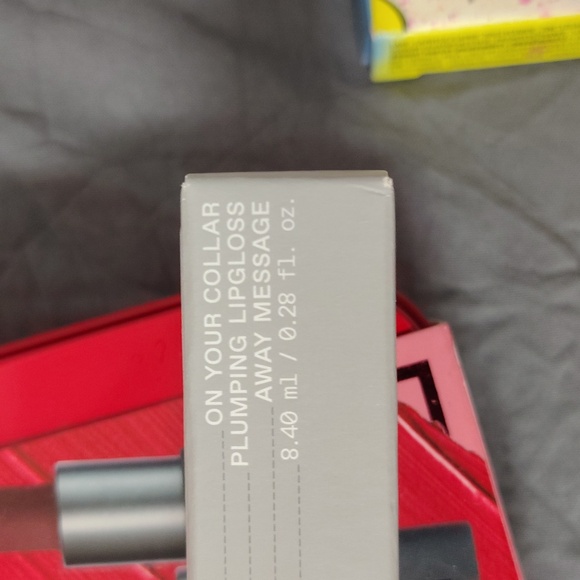 ON YOUR COLLAR
PLUMPING LIPGLOSS
AWAY MESSAGE
8.40 ml / 0.28 fl. oz.